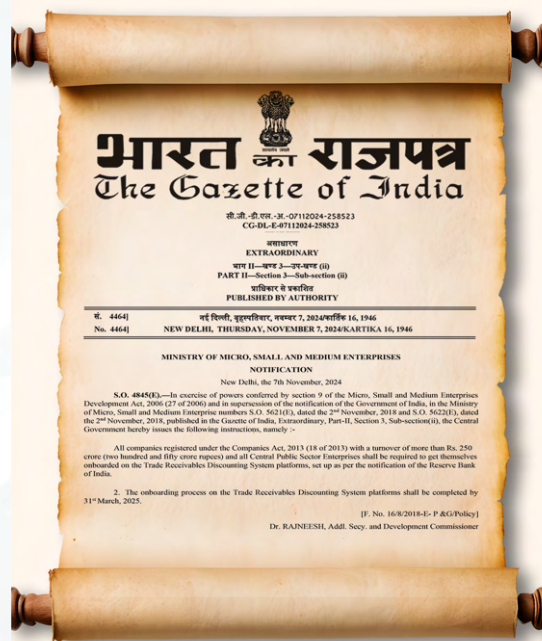 भारत का राजपत्र
The Gazette of India
सी.जी.-डी.एल.-अ.-07112024-258523
CG-DL-E-07112024-258523
असाधारण
EXTRAORDINARY
भाग II—खण्ड 3—उप-खण्ड (ii)
PART II—Section 3—Sub-section (ii)
प्राधिकार से प्रकाशित
PUBLISHED BY AUTHORITY
सं. 4464] नई दिल्ली, बृहस्पतिवार, नवम्बर 7, 2024/कार्तिक 16, 1946
No. 4464] NEW DELHI, THURSDAY, NOVEMBER 7, 2024/KARTIKA 16, 1946
MINISTRY OF MICRO, SMALL AND MEDIUM ENTERPRISES
NOTIFICATION
New Delhi, the 7th November, 2024
S.O. 4845(E).—In exercise of powers conferred by section 9 of the Micro, Small and Medium Enterprises
Development Act, 2006 (27 of 2006) and in supersession of the notification of the Government of India, in the Ministry
of Micro, Small and Medium Enterprise numbers S.O. 5621(E), dated the 2nd November, 2018 and S.O. 5622(E), dated
the 2nd November, 2018, published in the Gazette of India, Extraordinary, Part-II, Section 3, Sub-section(ii), the Central
Government hereby issues the following instructions, namely :-
All companies registered under the Companies Act, 2013 (18 of 2013) with a turnover of more than Rs. 250
crore (two hundred and fifty crore rupees) and all Central Public Sector Enterprises shall be required to get themselves
onboarded on the Trade Receivables Discounting System platforms, set up as per the notification of the Reserve Bank
of India.
2. The onboarding process on the Trade Receivables Discounting System platforms shall be completed by
31st March, 2025.
[F. No. 16/8/2018-E- P &G/Policy]
Dr. RAJNEESH, Addl. Secy. and Development Commissioner